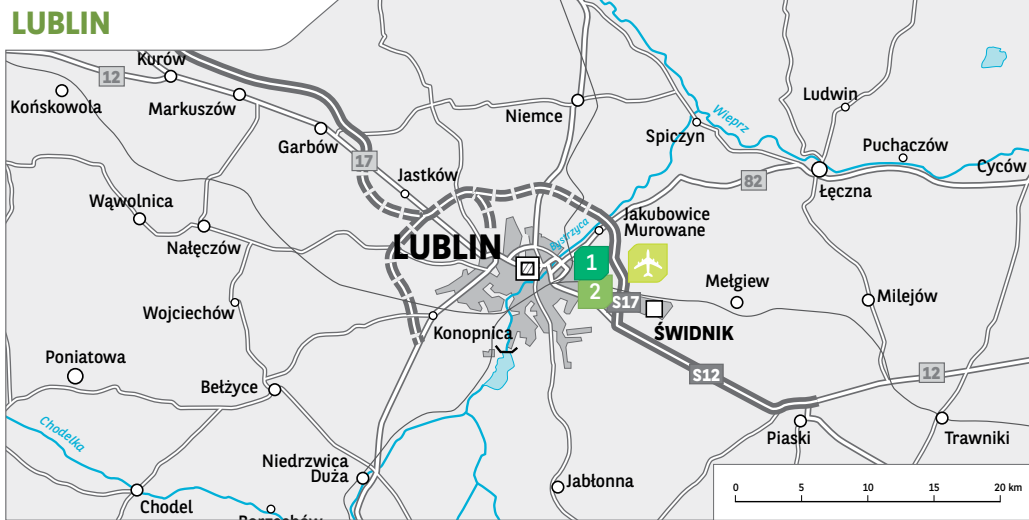 LUBLIN
Kurów
12
Końskowola
Markuszów
Garbów
17
Niemce
Ludwin
Spiczyn
Wieprz
Puchaczów
Cyców
Jastków
82
Łęczna
Wąwolnica
Nałęczów
LUBLIN
Bystrzyca
Jakubowice
Murowane
1
2
S17
Mełgiew
Milejów
Wojciechów
Konopnica
ŚWIDNIK
Poniatowa
Bełżyce
S12
12
Chodelka
Piaski
Trawniki
Niedrzwica
Duża
Jabłonna
Chodel
0 5 10 15 20 km